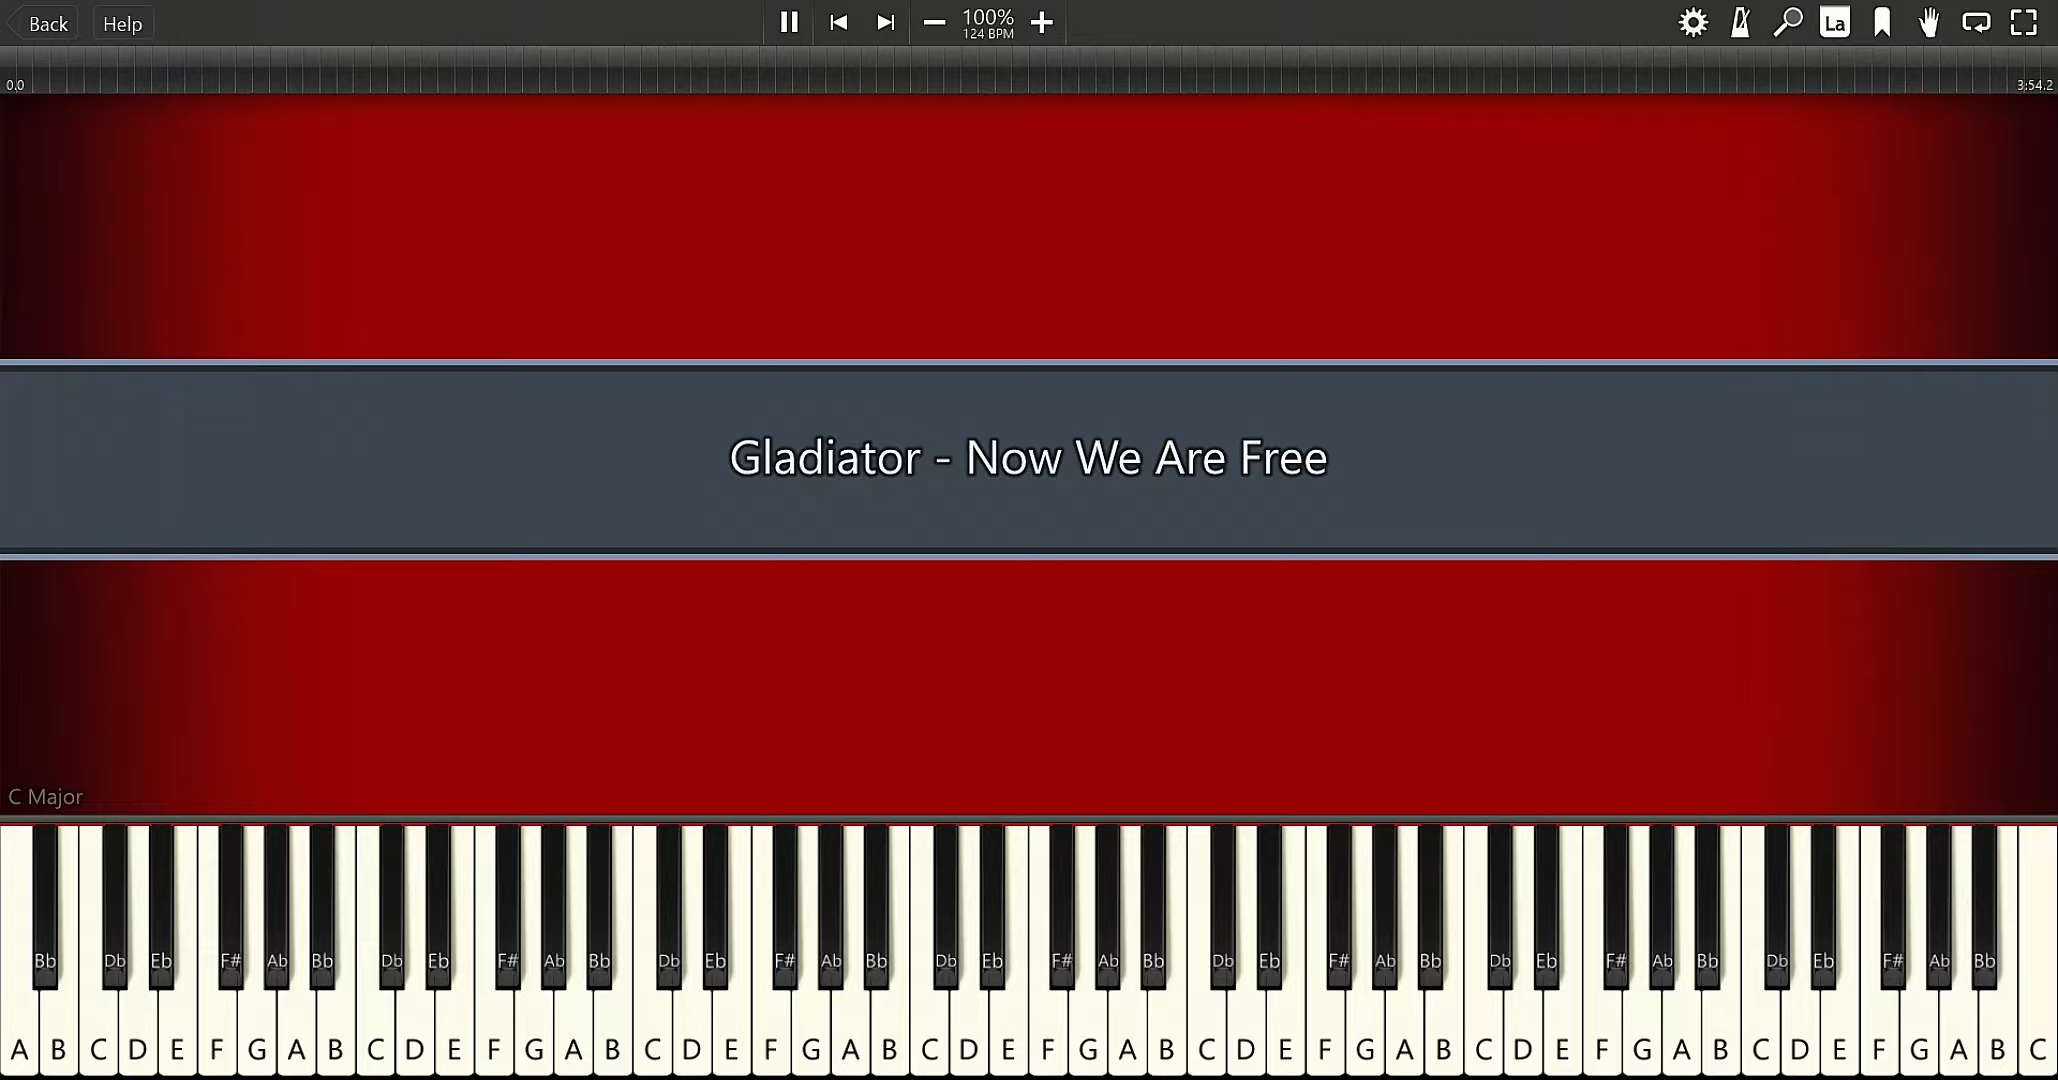 Back Help 100% La
124 BPM
0.0 3:54.2
Gladiator - Now We Are Free
C Major
Bb Db Eb F# Ab Bb Db Eb F# Ab Bb Db Eb F# Ab Bb Db Eb F# Ab Bb Db Eb F# Ab Bb Db Eb F# Ab Bb Db Eb F# Ab Bb
A B C D E F G A B C D E F G A B C D E F G A B C D E F G A B C D E F G A B C D E F G A B C D E F G A B C